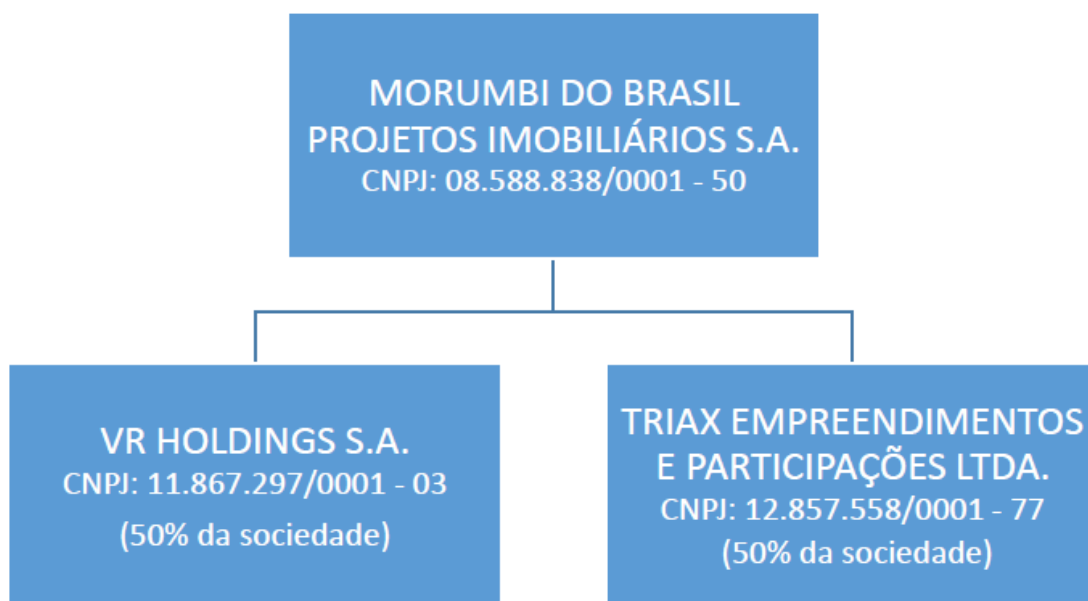 MORUMBI DO BRASIL
PROJETOS IMOBILIÁRIOS S.A.
CNPJ: 08.588.838/0001 - 50
VR HOLDINGS S.A.
CNPJ: 11.867.297/0001 - 03
(50% da sociedade)
TRIAX EMPREENDIMENTOS
E PARTICIPAÇÕES LTDA.
CNPJ: 12.857.558/0001 - 77
(50% da sociedade)